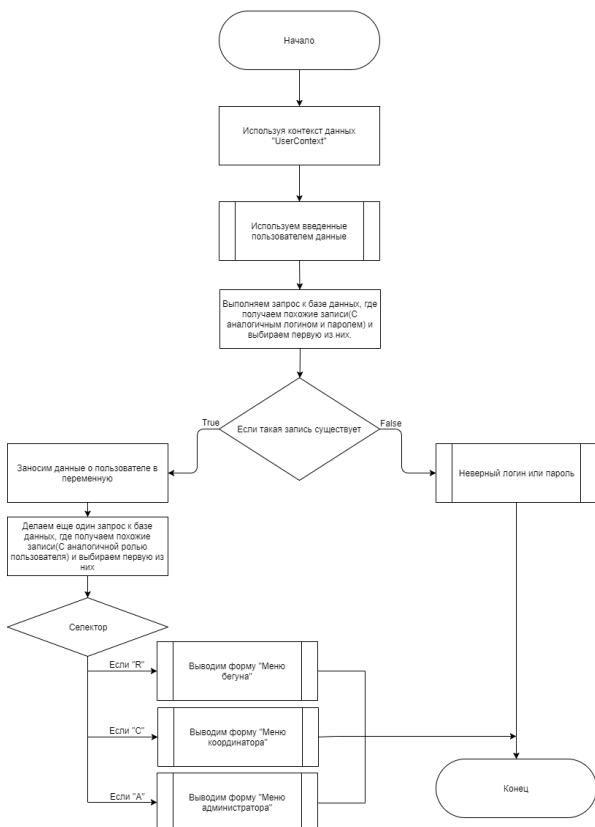 Начало
Используя контекст данных
"UserContext"
Используем введенные
пользователем данные
Выполняем запрос к базе данных, где
получаем похожие записи(С
аналогичным логином и паролем) и
выбираем первую из них.
Если такая запись существует
True
False
Заносим данные о пользователе в
переменную
Неверный логин или пароль
Делаем еще один запрос к базе
данных, где получаем похожие
записи(С аналогичной ролью
пользователя) и выбираем первую из
них
Селектор
Если "R"
Выводим форму "Меню
бегуна"
Если "C"
Выводим форму "Меню
координатора"
Если "A"
Выводим форму "Меню
администратора"
Конец